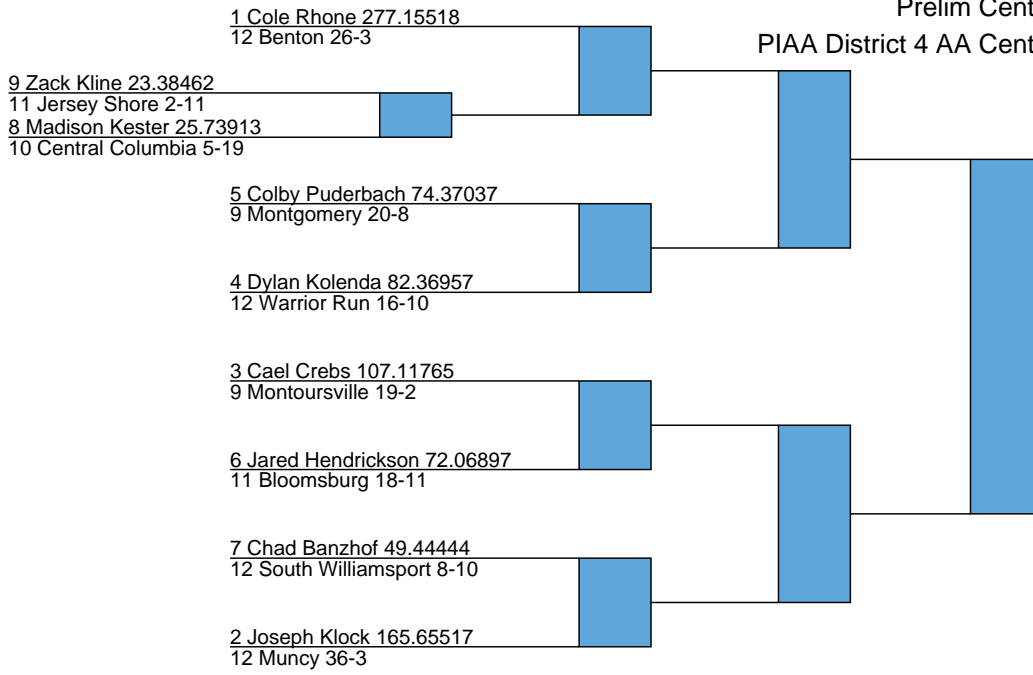 Prelim Cent
PIAA District 4 AA Cent
1 Cole Rhone 277.15518
12 Benton 26-3
9 Zack Kline 23.38462
11 Jersey Shore 2-11
8 Madison Kester 25.73913
10 Central Columbia 5-19
5 Colby Puderbach 74.37037
9 Montgomery 20-8
4 Dylan Kolenda 82.36957
12 Warrior Run 16-10
3 Cael Crebs 107.11765
9 Montoursville 19-2
6 Jared Hendrickson 72.06897
11 Bloomsburg 18-11
7 Chad Banzhof 49.44444
12 South Williamsport 8-10
2 Joseph Klock 165.65517
12 Muncy 36-3